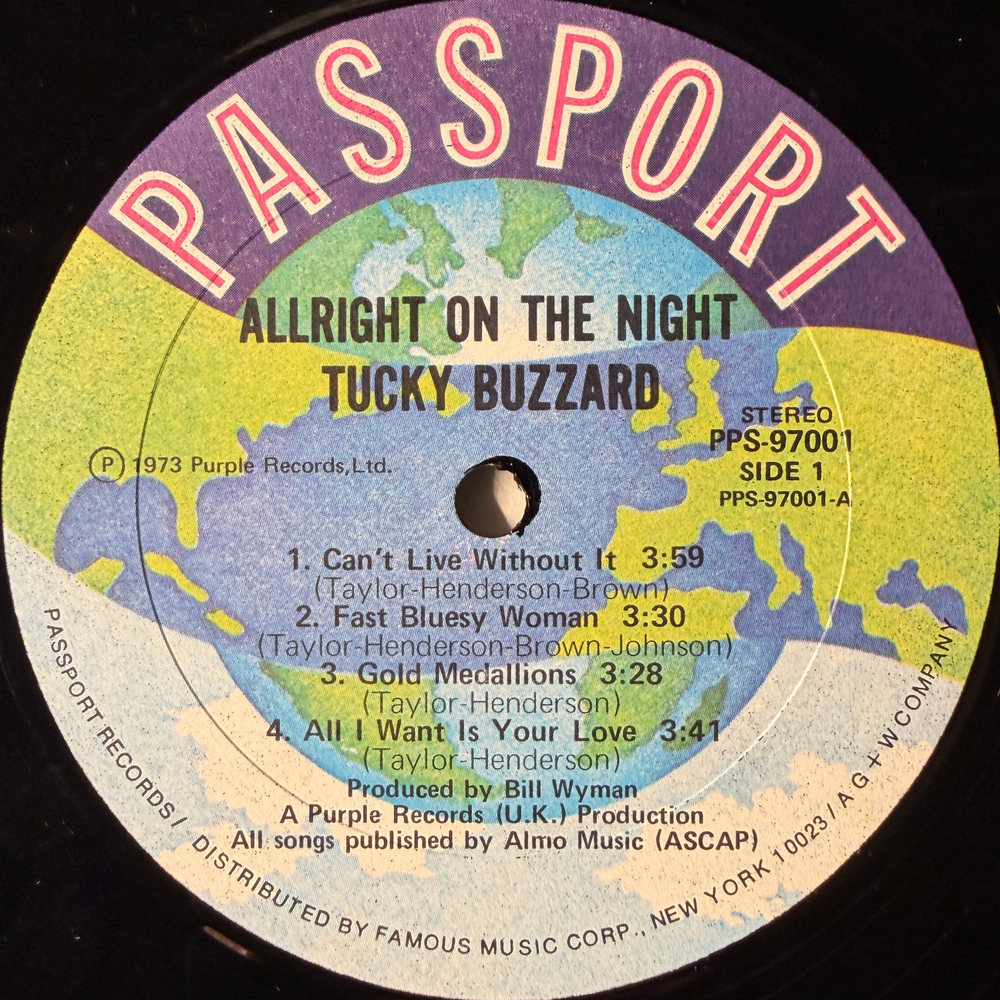 PASSPORT
ALLRIGHT ON THE NIGHT
TUCKY BUZZARD
STEREO
PPS-97001
SIDE 1
PPS-97001-A
Ⓟ 1973 Purple Records,Ltd.
1. Can't Live Without It 3:59
(Taylor-Henderson-Brown)
2. Fast Bluesy Woman 3:30
(Taylor-Henderson-Brown-Johnson)
3. Gold Medallions 3:28
(Taylor-Henderson)
4. All I Want Is Your Love 3:41
(Taylor-Henderson)
Produced by Bill Wyman
A Purple Records (U.K.) Production
All songs published by Almo Music (ASCAP)
PASSPORT RECORDS/ DISTRIBUTED BY FAMOUS MUSIC CORP., NEW YORK 10023 / A G + W COMPANY